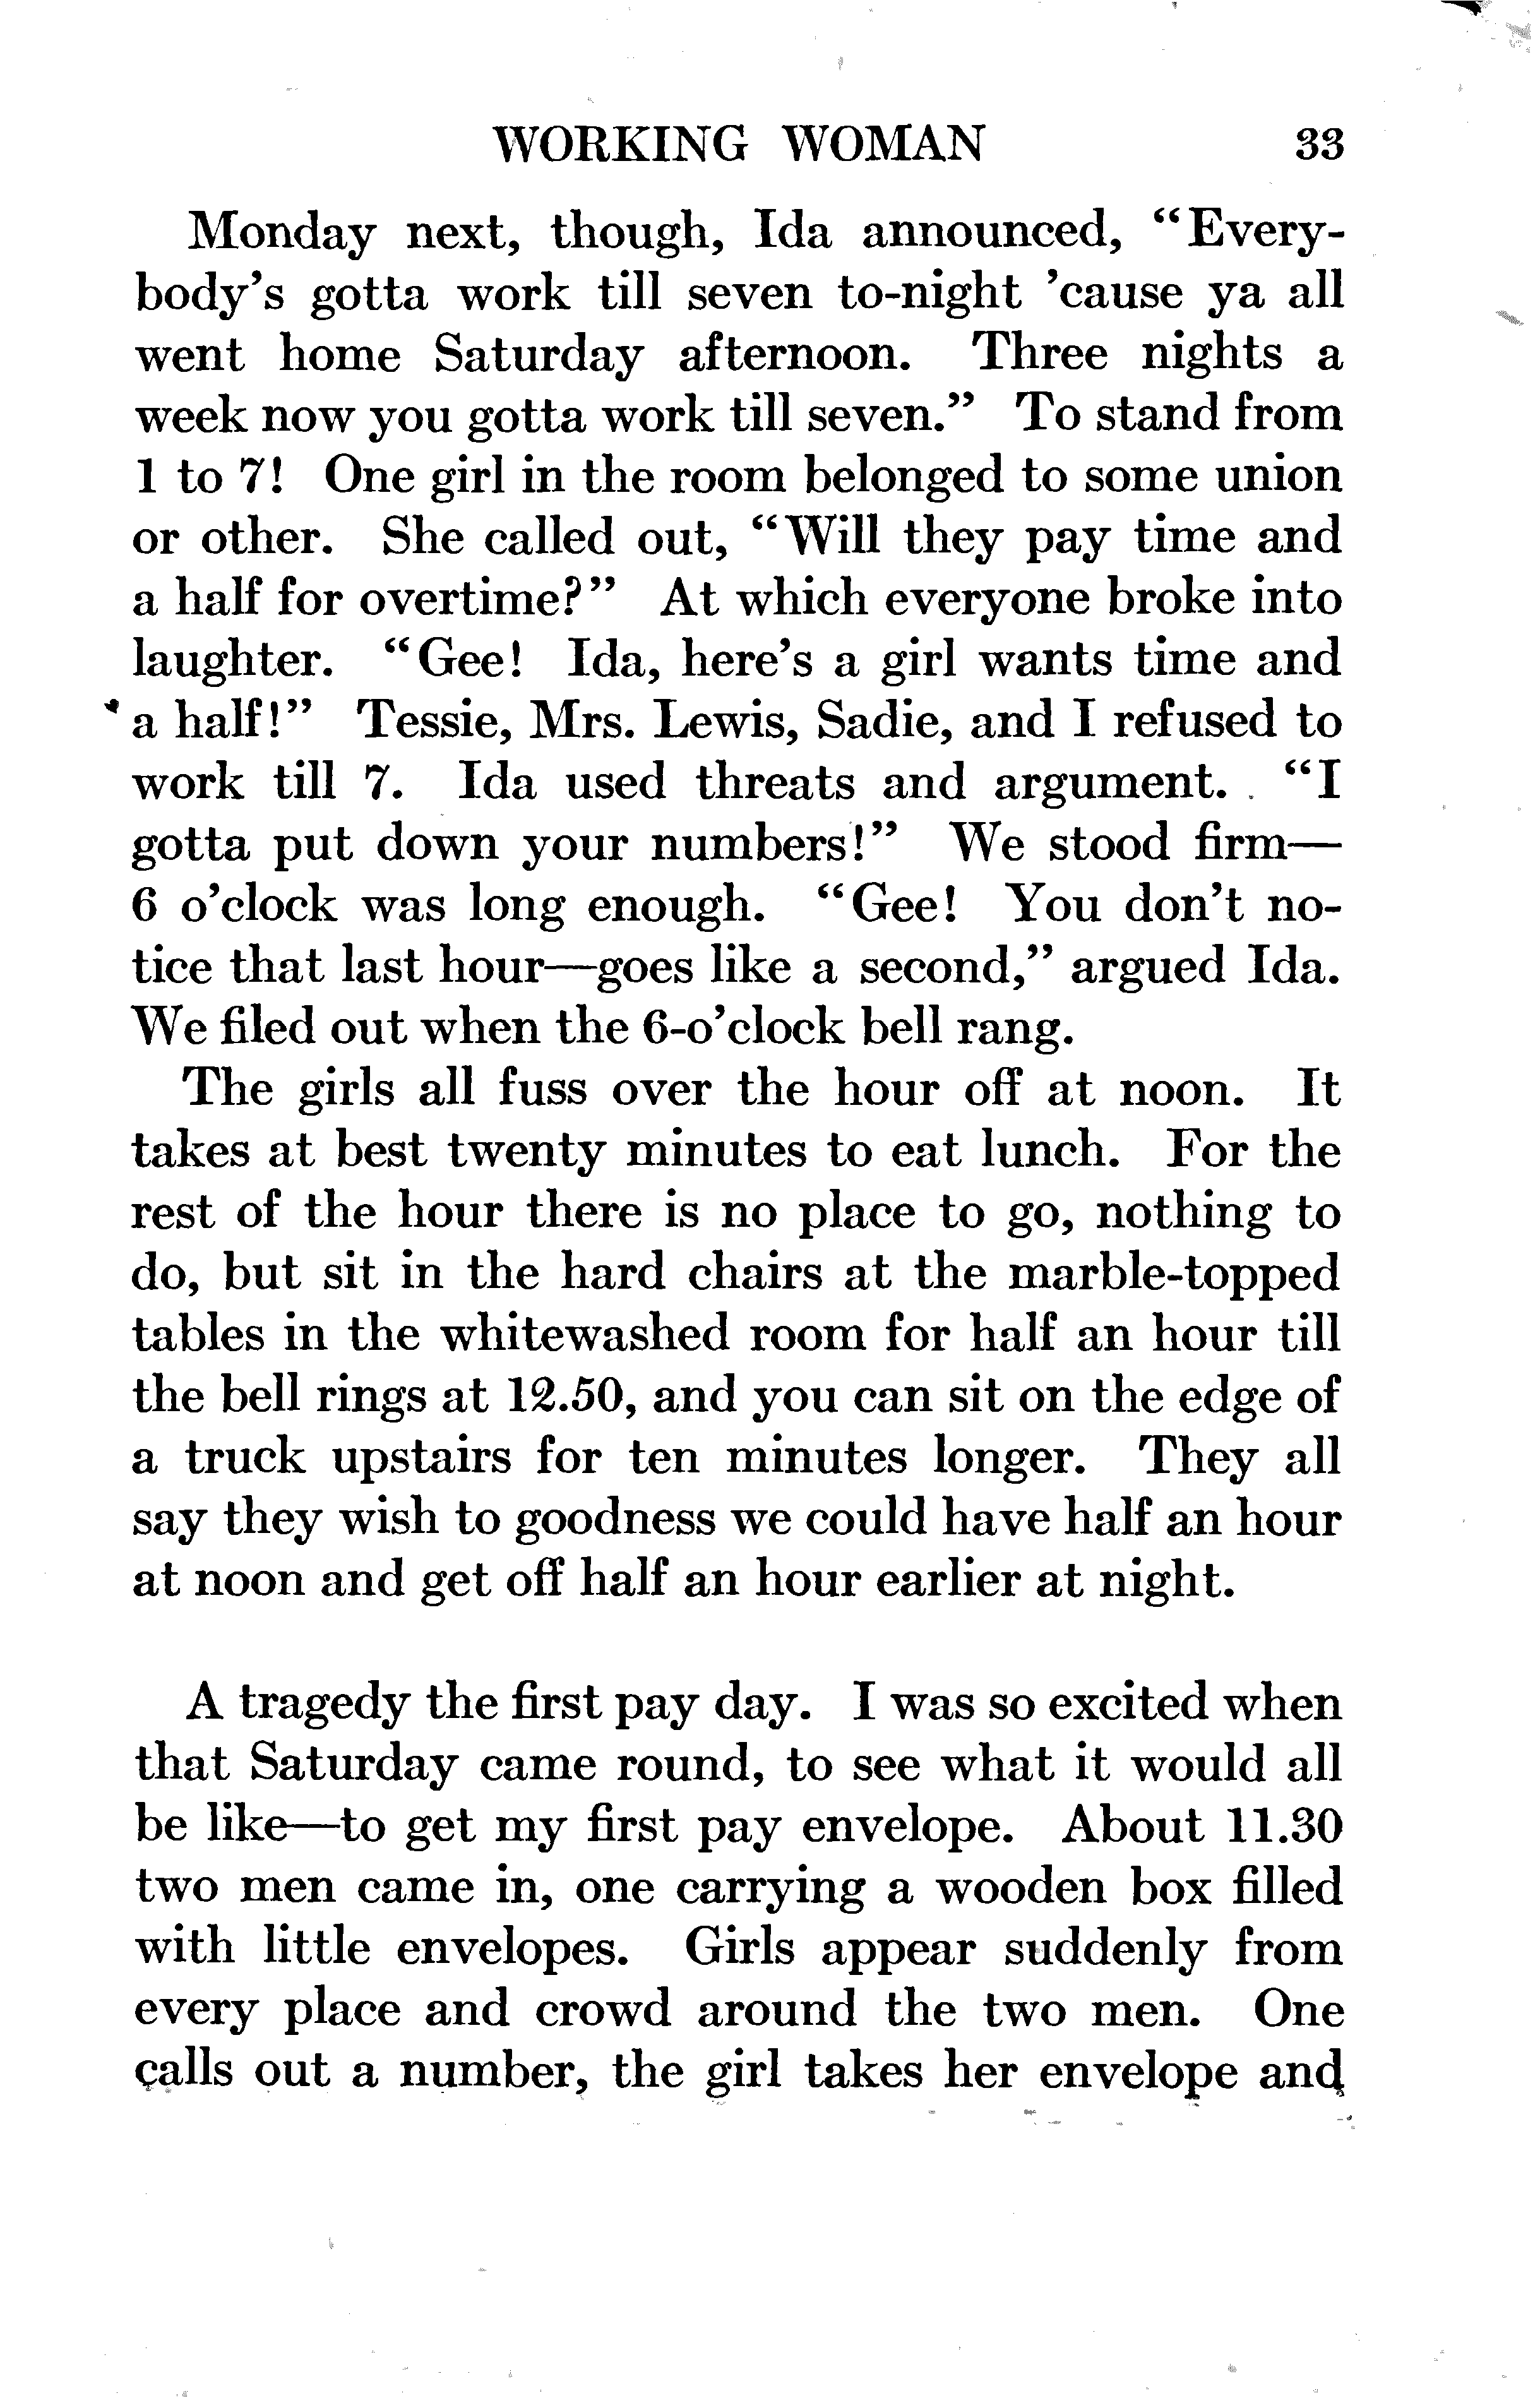 WORKING WOMAN 33
Monday next, though, Ida announced, “Every-
body’s gotta work till seven to-night ’cause ya all
went home Saturday afternoon. Three nights a
week now you gotta work till seven.” To stand from
1 to 7! One girl in the room belonged to some union
or other. She called out, “Will they pay time and
a half for overtime?” At which everyone broke into
laughter. “Gee! Ida, here’s a girl wants time and
a half!” Tessie, Mrs. Lewis, Sadie, and I refused to
work till 7. Ida used threats and argument. “I
gotta put down your numbers!” We stood firm—
6 o’clock was long enough. “Gee! You don’t no-
tice that last hour—goes like a second,” argued Ida.
We filed out when the 6-o’clock bell rang.
The girls all fuss over the hour off at noon. It
takes at best twenty minutes to eat lunch. For the
rest of the hour there is no place to go, nothing to
do, but sit in the hard chairs at the marble-topped
tables in the whitewashed room for half an hour till
the bell rings at 12.50, and you can sit on the edge of
a truck upstairs for ten minutes longer. They all
say they wish to goodness we could have half an hour
at noon and get off half an hour earlier at night.
A tragedy the first pay day. I was so excited when
that Saturday came round, to see what it would all
be like—to get my first pay envelope. About 11.30
two men came in, one carrying a wooden box filled
with little envelopes. Girls appear suddenly from
every place and crowd around the two men. One
calls out a number, the girl takes her envelope and